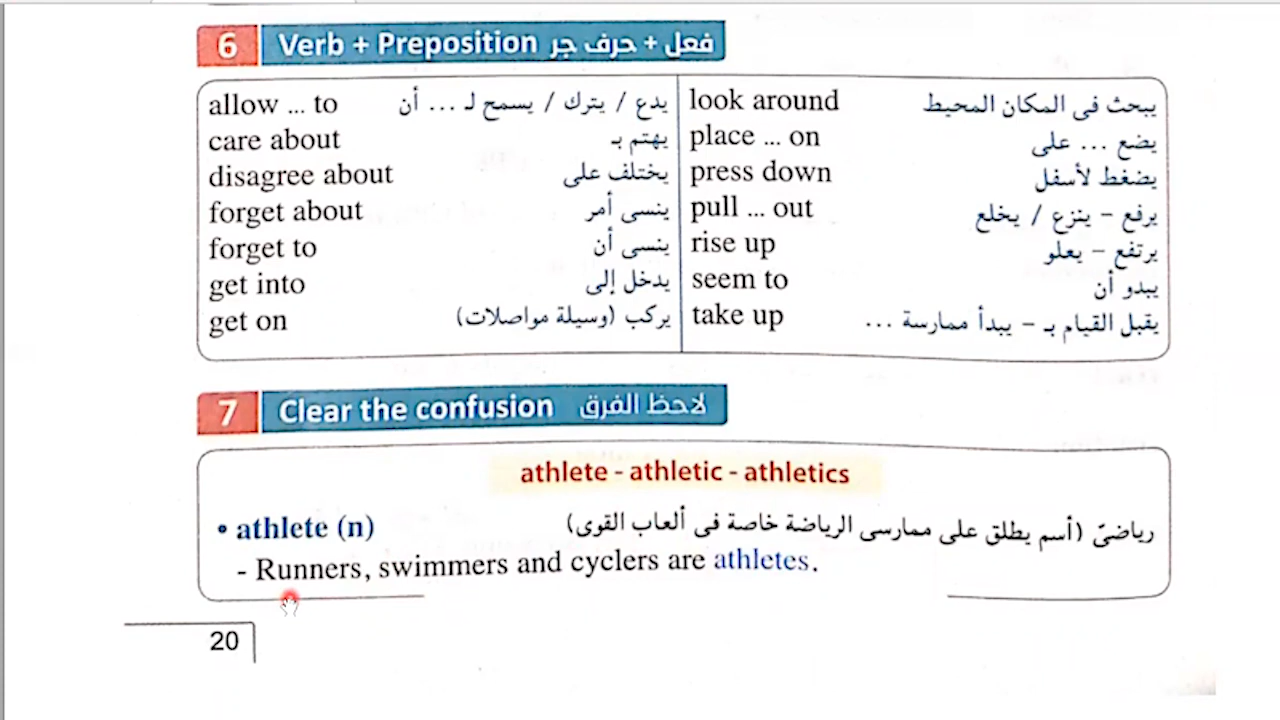 6 Verb + Preposition فعل + حرف جر
allow ... to يدع / يترك / يسمح لـ ... أن
care about يهتم بـ
disagree about يختلف على
forget about ينسى أمر
forget to ينسى أن
get into يدخل إلى
get on يركب (وسيلة مواصلات)
look around يبحث فى المكان المحيط
place ... on يضع ... على
press down يضغط لأسفل
pull ... out يرفع – ينزع / يخلع
rise up يرتفع – يعلو
seem to يبدو أن
take up يقبل القيام بـ – يبدأ ممارسة ...
7 Clear the confusion لاحظ الفرق
athlete - athletic - athletics
• athlete (n) رياضىّ (أسم يطلق على ممارسى الرياضة خاصة فى ألعاب القوى)
- Runners, swimmers and cyclers are athletes.
20